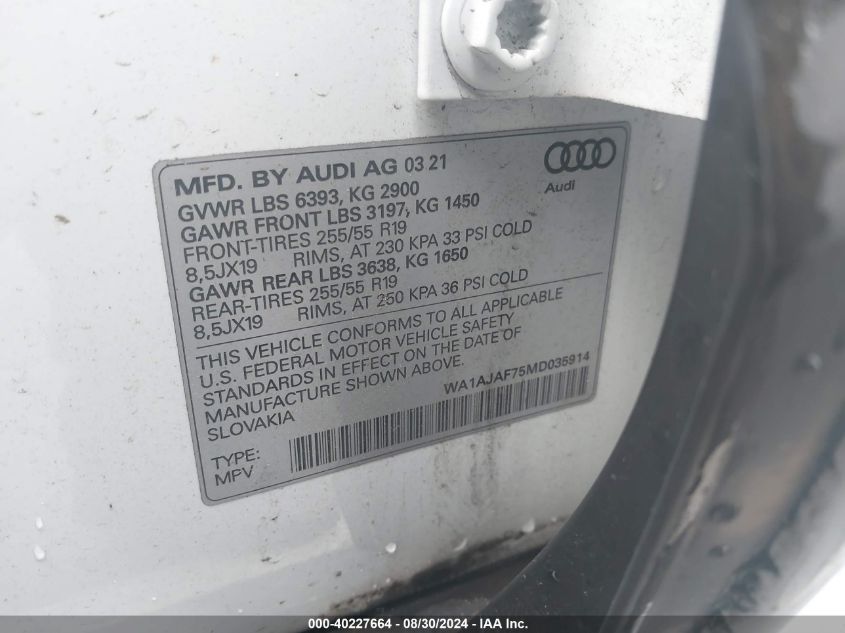 MFD. BY AUDI AG 03 21
Audi
GVWR LBS 6393, KG 2900
GAWR FRONT LBS 3197, KG 1450
FRONT-TIRES 255/55 R19
8,5JX19 RIMS, AT 230 KPA 33 PSI COLD
GAWR REAR LBS 3638, KG 1650
REAR-TIRES 255/55 R19
8,5JX19 RIMS, AT 250 KPA 36 PSI COLD
THIS VEHICLE CONFORMS TO ALL APPLICABLE
U.S. FEDERAL MOTOR VEHICLE SAFETY
STANDARDS IN EFFECT ON THE DATE OF
MANUFACTURE SHOWN ABOVE.
SLOVAKIA
WA1AJAF75MD035914
TYPE:
MPV
000-40227664 - 08/30/2024 - IAA Inc.